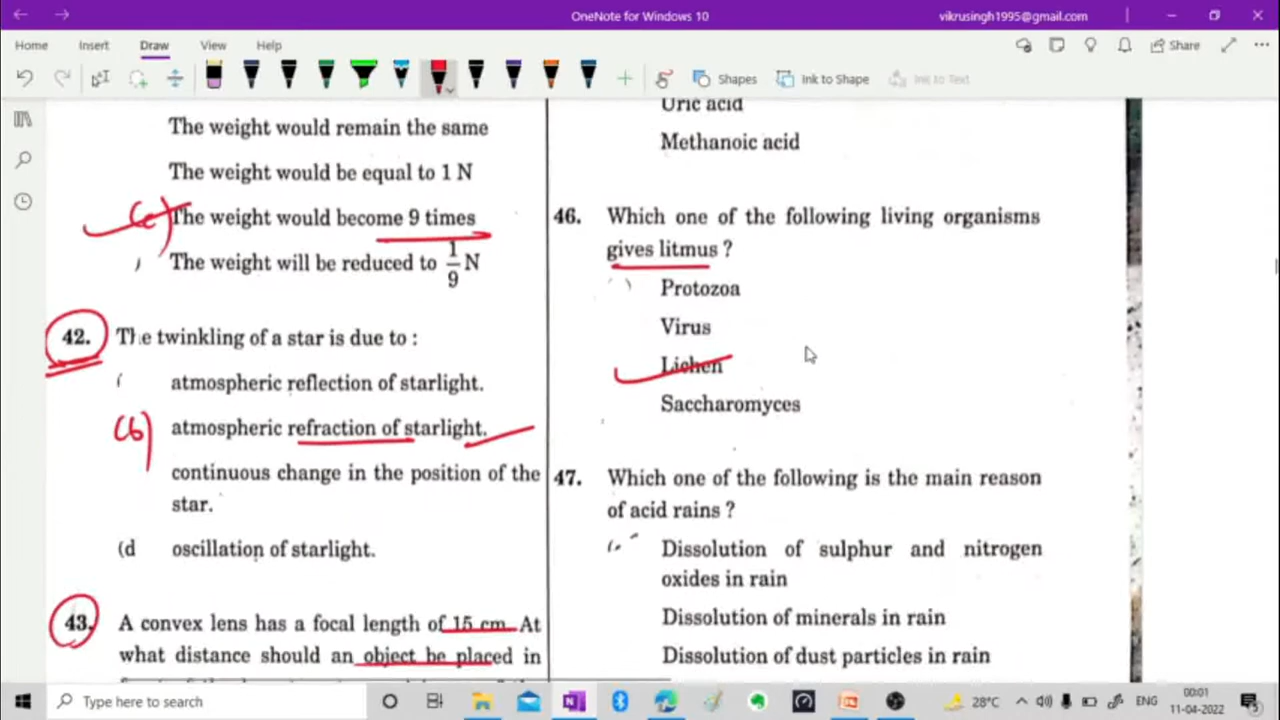 OneNote for Windows 10
vikrusingh1995@gmail.com
Home Insert Draw View Help
Share
Shapes
Ink to Shape
Ink to Text
The weight would remain the same
The weight would be equal to 1 N
(c) The weight would become 9 times
The weight will be reduced to 1/9 N
42. The twinkling of a star is due to :
atmospheric reflection of starlight.
(b) atmospheric refraction of starlight.
continuous change in the position of the
star.
(d oscillation of starlight.
43. A convex lens has a focal length of 15 cm. At
what distance should an object be placed in
Uric acid
Methanoic acid
46. Which one of the following living organisms
gives litmus ?
Protozoa
Virus
Lichen
Saccharomyces
47. Which one of the following is the main reason
of acid rains ?
Dissolution of sulphur and nitrogen
oxides in rain
Dissolution of minerals in rain
Dissolution of dust particles in rain
Type here to search
28°C
ENG
00:01
11-04-2022